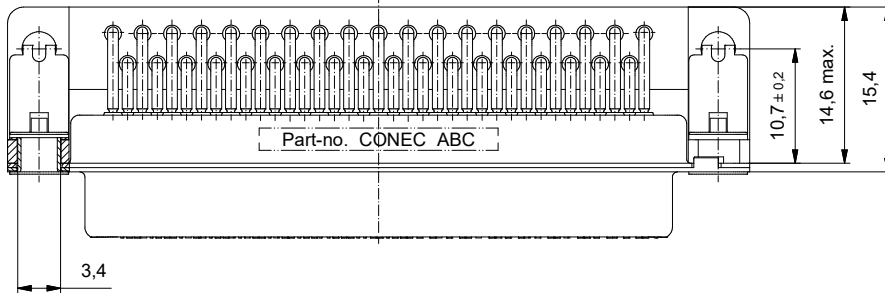 Part-no. CONEC ABC
10,7 ± 0,2
14,6 max.
15,4
3,4